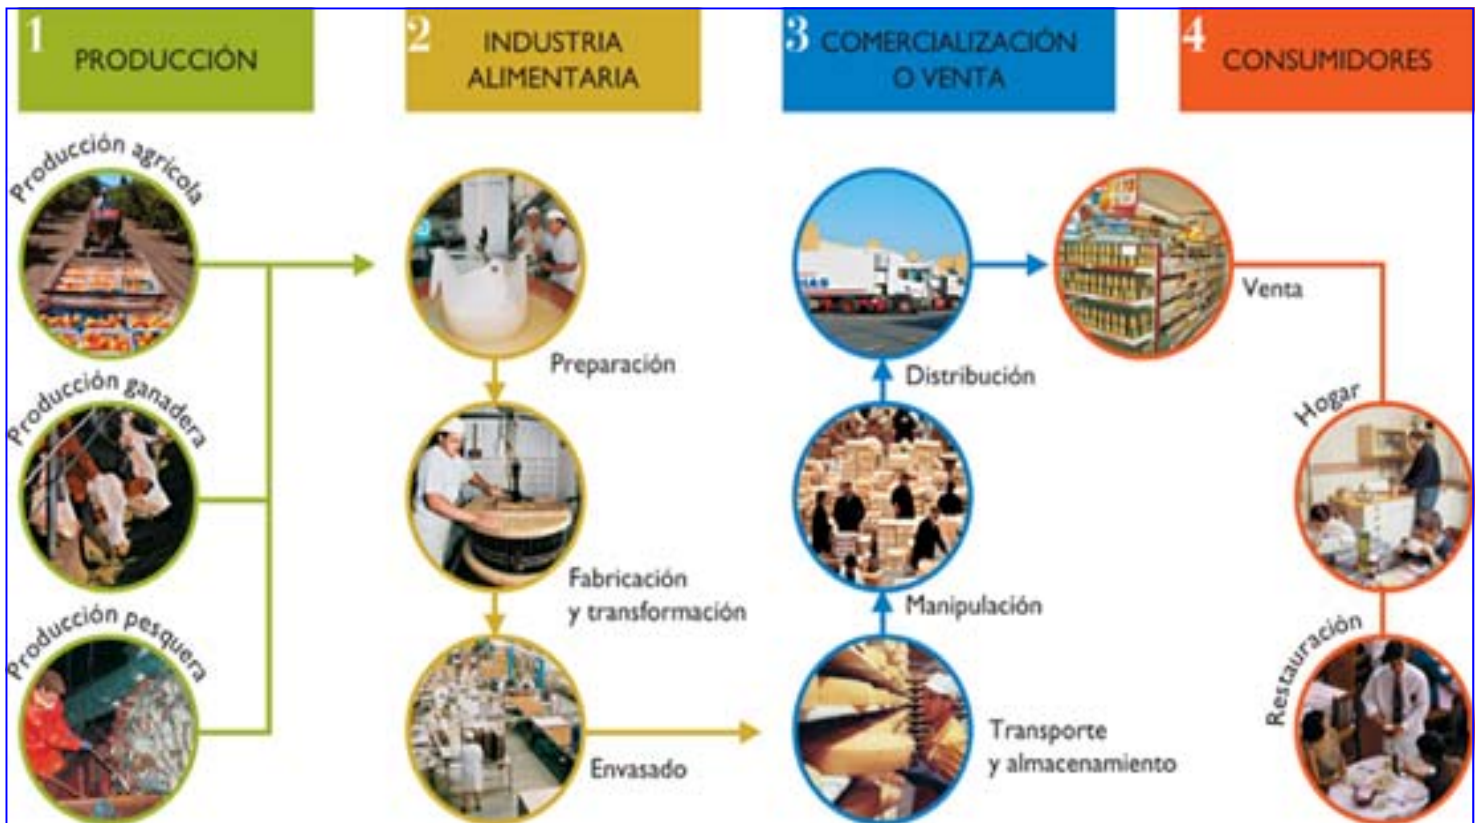 1
PRODUCCIÓN
2
INDUSTRIA
ALIMENTARIA
3
COMERCIALIZACIÓN
O VENTA
4
CONSUMIDORES
Producción agrícola
Producción ganadera
Producción pesquera
Preparación
Fabricación
y transformación
Envasado
Transporte
y almacenamiento
Manipulación
Distribución
Venta
Hogar
Restauración